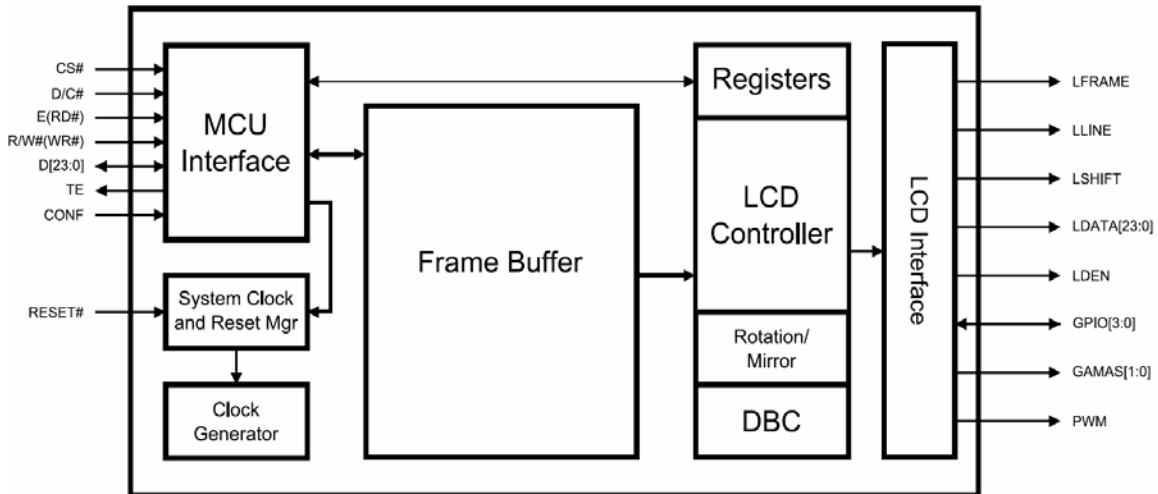 CS#
D/C#
E(RD#)
R/W#(WR#)
D[23:0]
TE
CONF
RESET#
MCU
Interface
System Clock
and Reset Mgr
Clock
Generator
Frame Buffer
Registers
LCD
Controller
Rotation/
Mirror
DBC
LCD Interface
LFRAME
LLINE
LSHIFT
LDATA[23:0]
LDEN
GPIO[3:0]
GAMAS[1:0]
PWM